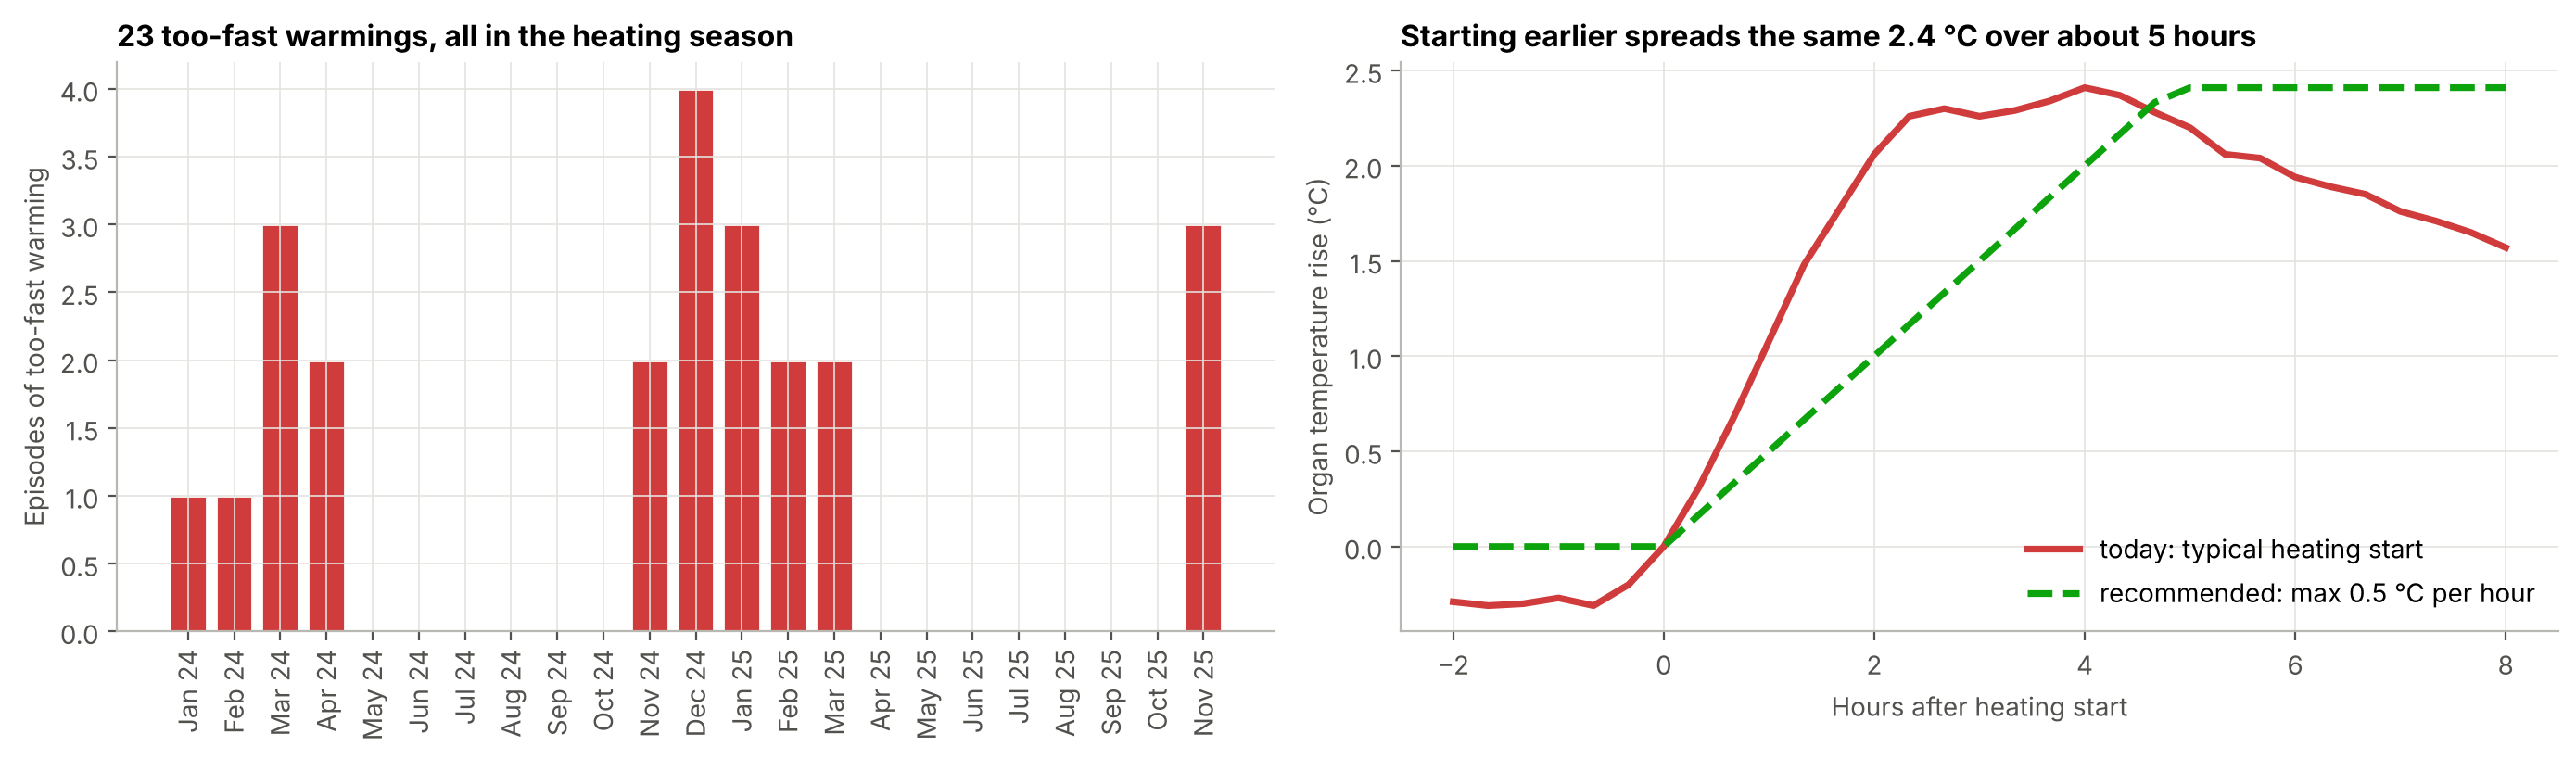 23 too-fast warmings, all in the heating season
Episodes of too-fast warming
4.0
3.5
3.0
2.5
2.0
1.5
1.0
0.5
0.0
Jan 24
Feb 24
Mar 24
Apr 24
May 24
Jun 24
Jul 24
Aug 24
Sep 24
Oct 24
Nov 24
Dec 24
Jan 25
Feb 25
Mar 25
Apr 25
May 25
Jun 25
Jul 25
Aug 25
Sep 25
Oct 25
Nov 25
Starting earlier spreads the same 2.4 °C over about 5 hours
Organ temperature rise (°C)
2.5
2.0
1.5
1.0
0.5
0.0
today: typical heating start
recommended: max 0.5 °C per hour
−2
0
2
4
6
8
Hours after heating start